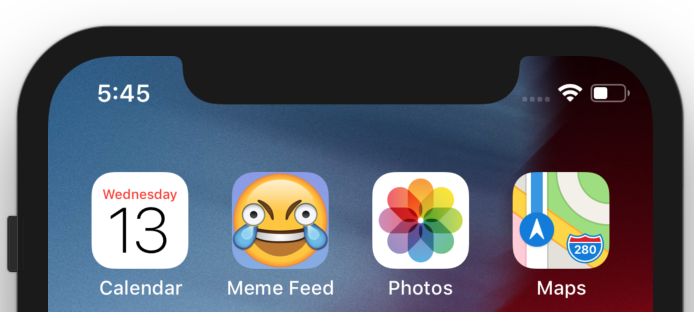 5:45
Wednesday
13
280
Calendar
Meme Feed
Photos
Maps